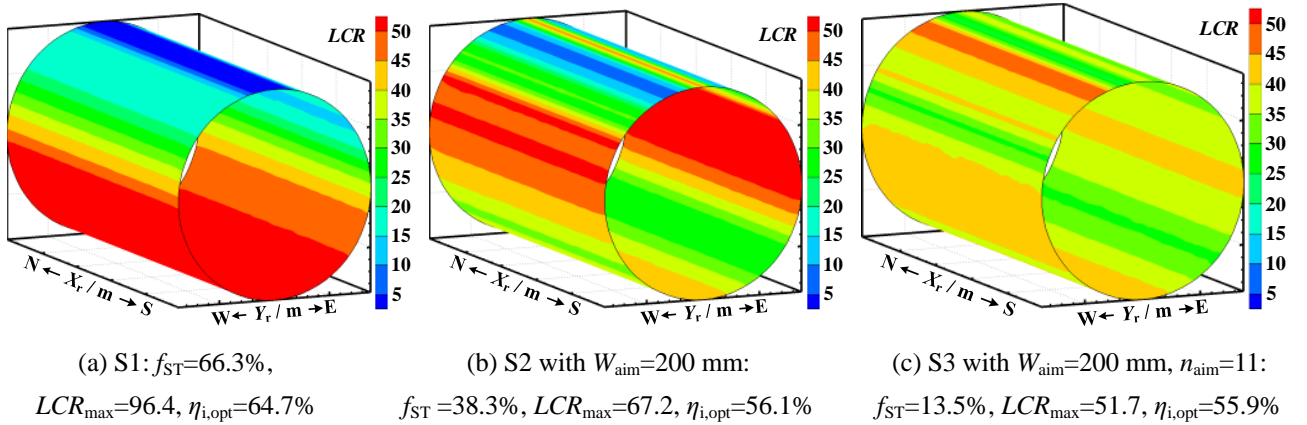 LCR
50
45
40
35
30
25
20
15
10
5
N ← X_r / m → S
W ← Y_r / m → E
LCR
50
45
40
35
30
25
20
15
10
5
N ← X_r / m → S
W ← Y_r / m → E
LCR
50
45
40
35
30
25
20
15
10
5
N ← X_r / m → S
W ← Y_r / m → E
(a) S1: f_ST=66.3%,
LCR_max=96.4, η_i,opt=64.7%
(b) S2 with W_aim=200 mm:
f_ST =38.3%, LCR_max=67.2, η_i,opt=56.1%
(c) S3 with W_aim=200 mm, n_aim=11:
f_ST=13.5%, LCR_max=51.7, η_i,opt=55.9%